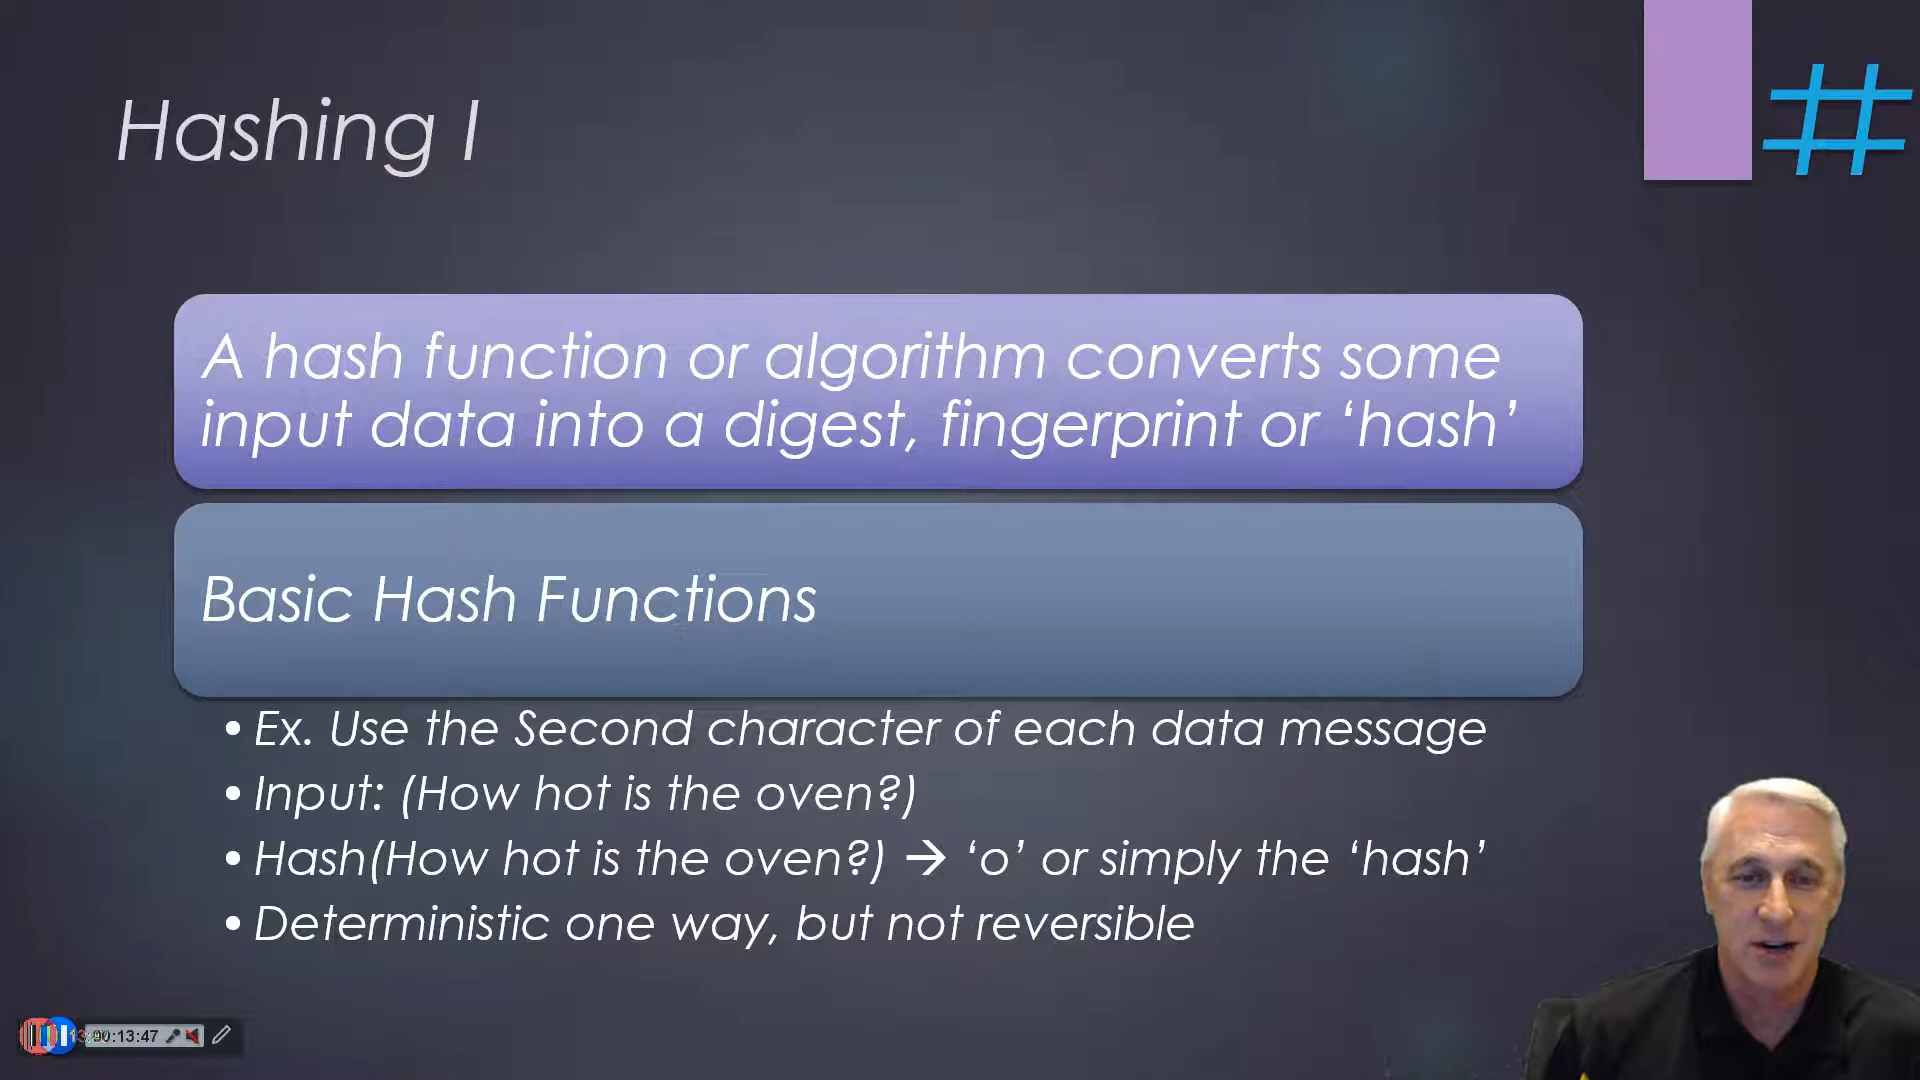 Hashing I
#
A hash function or algorithm converts some
input data into a digest, fingerprint or ‘hash’
Basic Hash Functions
• Ex. Use the Second character of each data message
• Input: (How hot is the oven?)
• Hash(How hot is the oven?) → ‘o’ or simply the ‘hash’
• Deterministic one way, but not reversible
:13:47